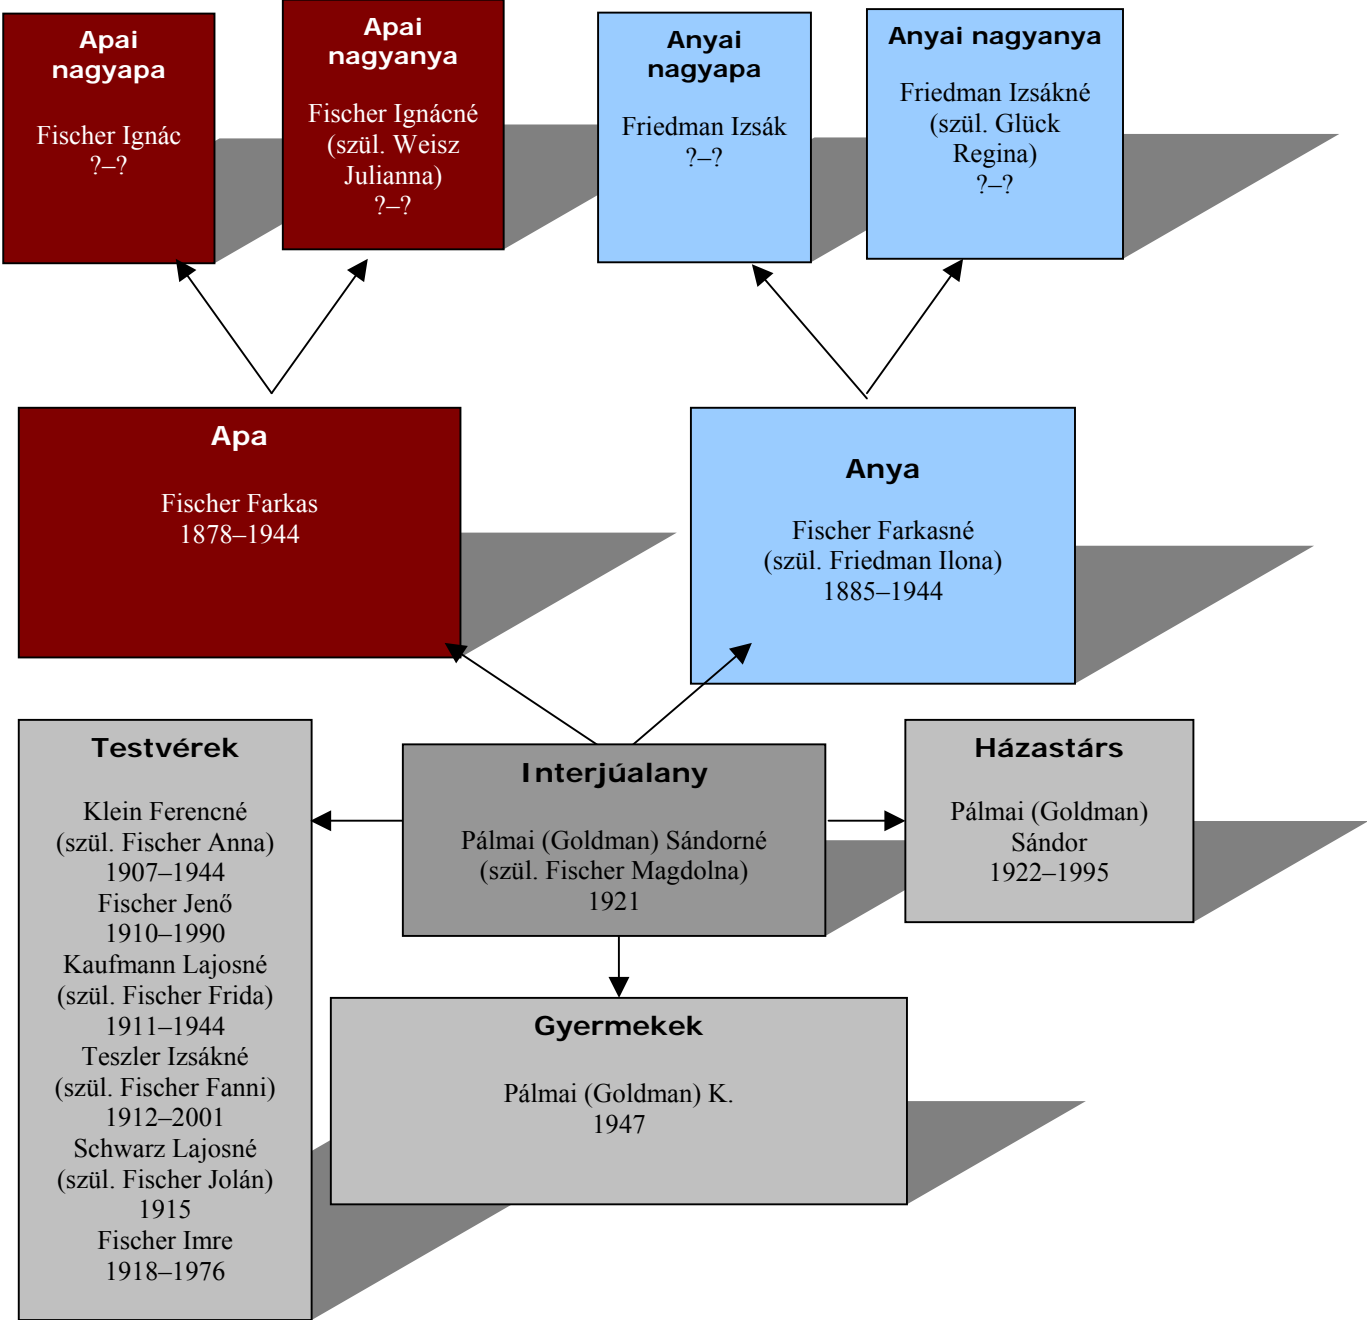 Apai
nagyapa
Fischer Ignác
?–?
Apai
nagyanya
Fischer Ignácné
(szül. Weisz
Julianna)
?–?
Anyai
nagyapa
Friedman Izsák
?–?
Anyai nagyanya
Friedman Izsákné
(szül. Glück
Regina)
?–?
Apa
Fischer Farkas
1878–1944
Anya
Fischer Farkasné
(szül. Friedman Ilona)
1885–1944
Testvérek
Klein Ferencné
(szül. Fischer Anna)
1907–1944
Fischer Jenő
1910–1990
Kaufmann Lajosné
(szül. Fischer Frida)
1911–1944
Teszler Izsákné
(szül. Fischer Fanni)
1912–2001
Schwarz Lajosné
(szül. Fischer Jolán)
1915
Fischer Imre
1918–1976
Interjúalany
Pálmai (Goldman) Sándorné
(szül. Fischer Magdolna)
1921
Házastárs
Pálmai (Goldman)
Sándor
1922–1995
Gyermekek
Pálmai (Goldman) K.
1947